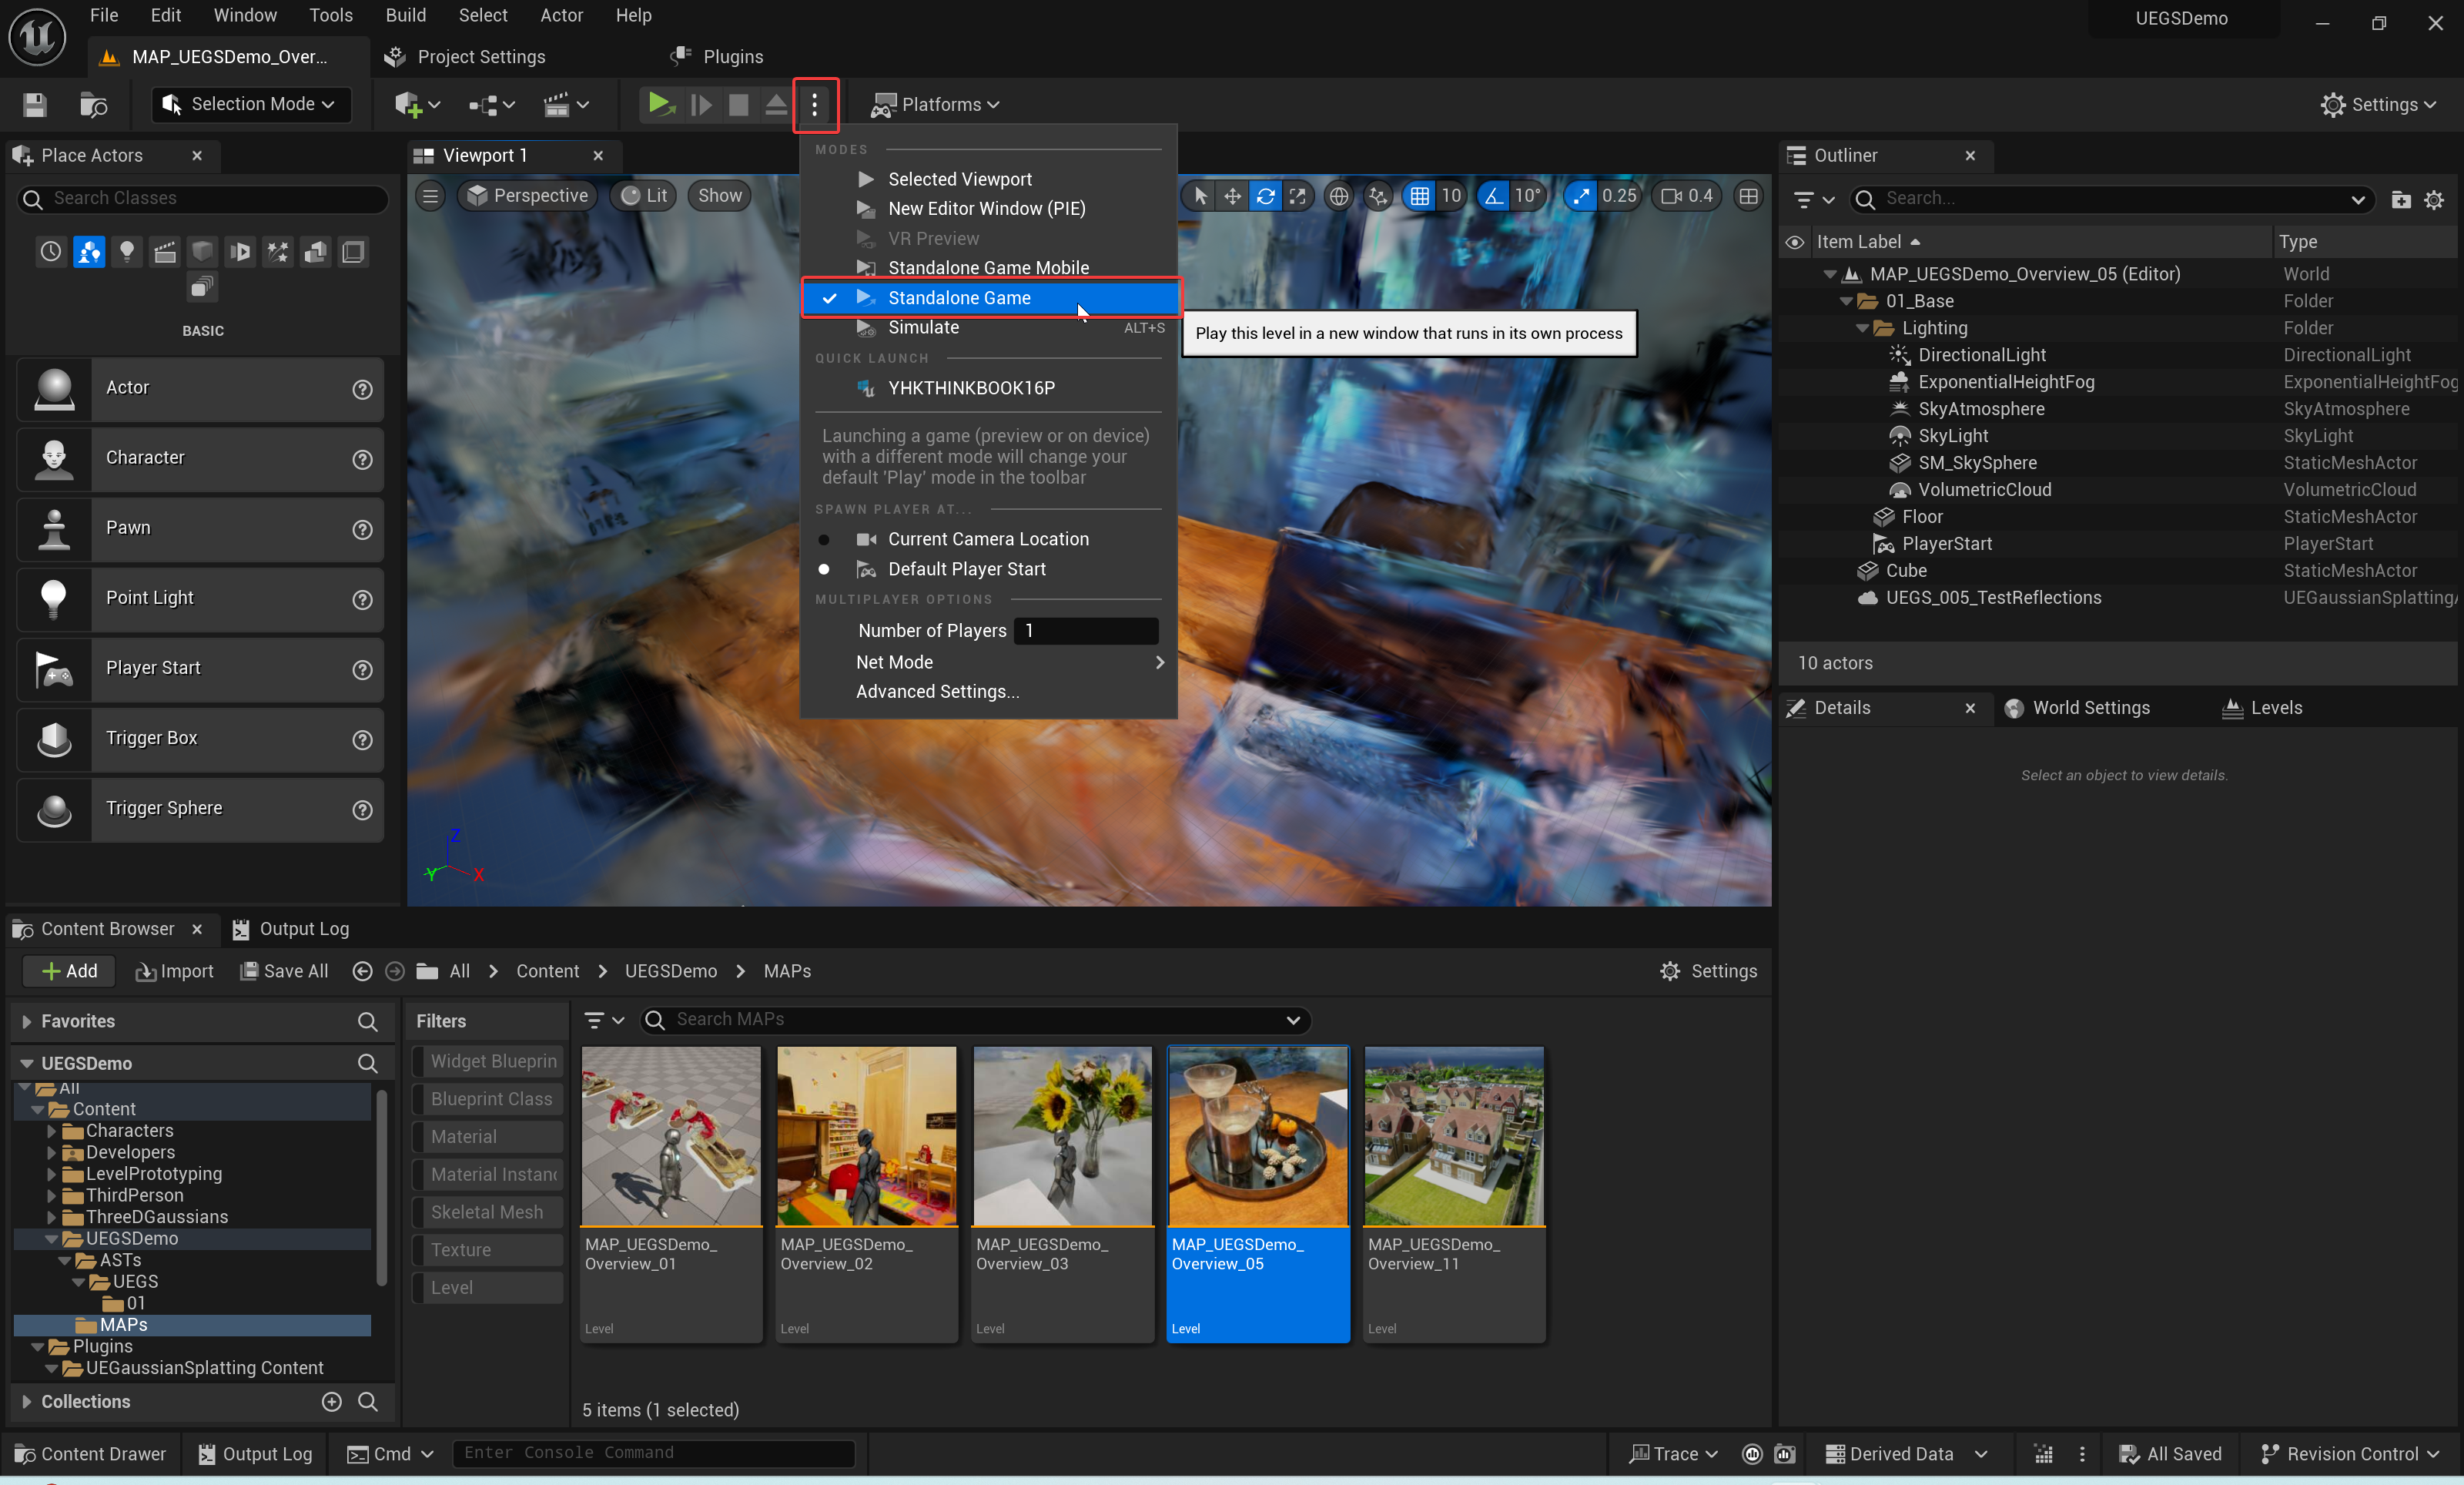 File Edit Window Tools Build Select Actor Help
UEGSDemo
MAP_UEGSDemo_Over...
Project Settings
Plugins
Selection Mode
Platforms
Settings
Place Actors
Search Classes
BASIC
Actor
Character
Pawn
Point Light
Player Start
Trigger Box
Trigger Sphere
Viewport 1
Perspective
Lit
Show
10
10°
0.25
0.4
MODES
Selected Viewport
New Editor Window (PIE)
VR Preview
Standalone Game Mobile
Standalone Game
Simulate ALT+S
Play this level in a new window that runs in its own process
QUICK LAUNCH
YHKTHINKBOOK16P
Launching a game (preview or on device)
with a different mode will change your
default 'Play' mode in the toolbar
SPAWN PLAYER AT...
Current Camera Location
Default Player Start
MULTIPLAYER OPTIONS
Number of Players 1
Net Mode
Advanced Settings...
Z
Y
X
Outliner
Search...
Item Label Type
MAP_UEGSDemo_Overview_05 (Editor) World
01_Base Folder
Lighting Folder
DirectionalLight DirectionalLight
ExponentialHeightFog ExponentialHeightFog
SkyAtmosphere SkyAtmosphere
SkyLight SkyLight
SM_SkySphere StaticMeshActor
VolumetricCloud VolumetricCloud
Floor StaticMeshActor
PlayerStart PlayerStart
Cube StaticMeshActor
UEGS_005_TestReflections UEGaussianSplatting
10 actors
Details
World Settings
Levels
Select an object to view details.
Content Browser
Output Log
Add Import Save All All Content UEGSDemo MAPs Settings
Favorites
UEGSDemo
All
Content
Characters
Developers
LevelPrototyping
ThirdPerson
ThreeDGaussians
UEGSDemo
ASTs
UEGS
01
MAPs
Plugins
UEGaussianSplatting Content
Collections
Filters
Widget Blueprin
Blueprint Class
Material
Material Instanc
Skeletal Mesh
Texture
Level
Search MAPs
MAP_UEGSDemo_
Overview_01
Level
MAP_UEGSDemo_
Overview_02
Level
MAP_UEGSDemo_
Overview_03
Level
MAP_UEGSDemo_
Overview_05
Level
MAP_UEGSDemo_
Overview_11
Level
5 items (1 selected)
Content Drawer Output Log Cmd Enter Console Command Trace Derived Data All Saved Revision Control